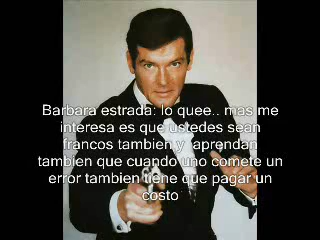 Barbara estrada: lo quee.. mas me
interesa es que ustedes sean
francos tambien y  aprendan
tambien que cuando uno comete un
error tambien tiene que pagar un
costo